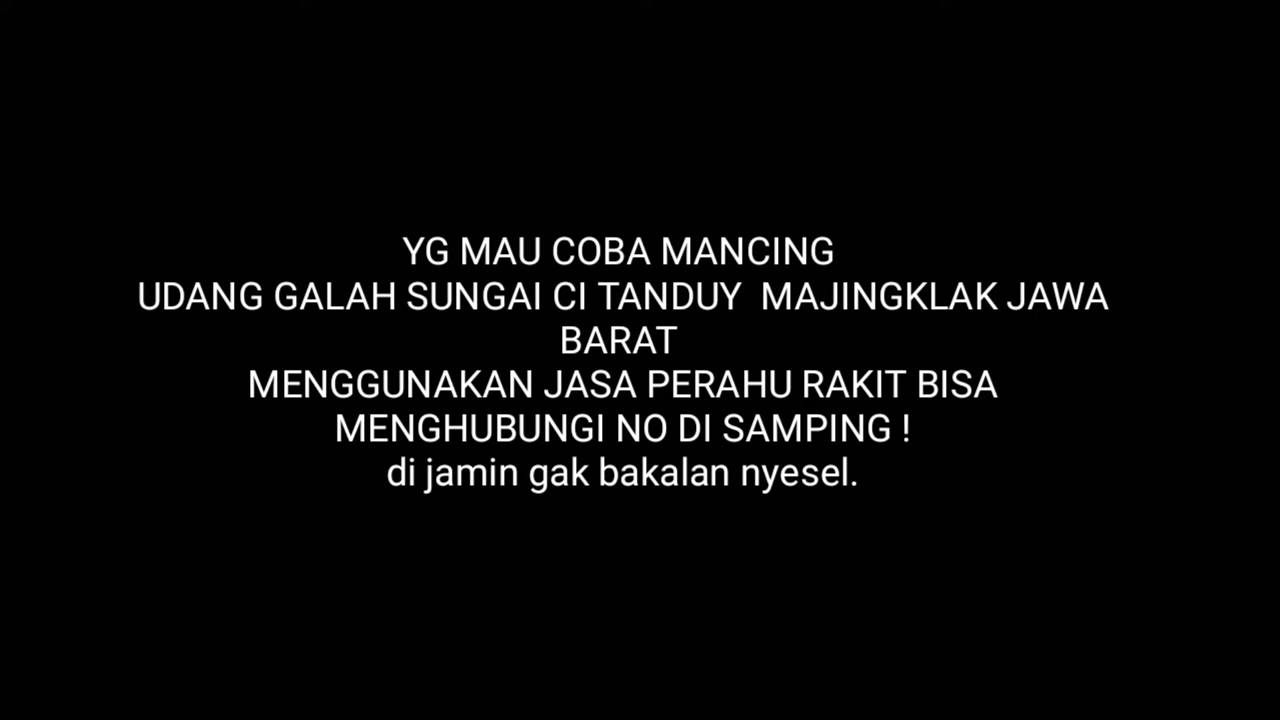 YG MAU COBA MANCING
UDANG GALAH SUNGAI CI TANDUY  MAJINGKLAK JAWA
BARAT
MENGGUNAKAN JASA PERAHU RAKIT BISA
MENGHUBUNGI NO DI SAMPING !
di jamin gak bakalan nyesel.